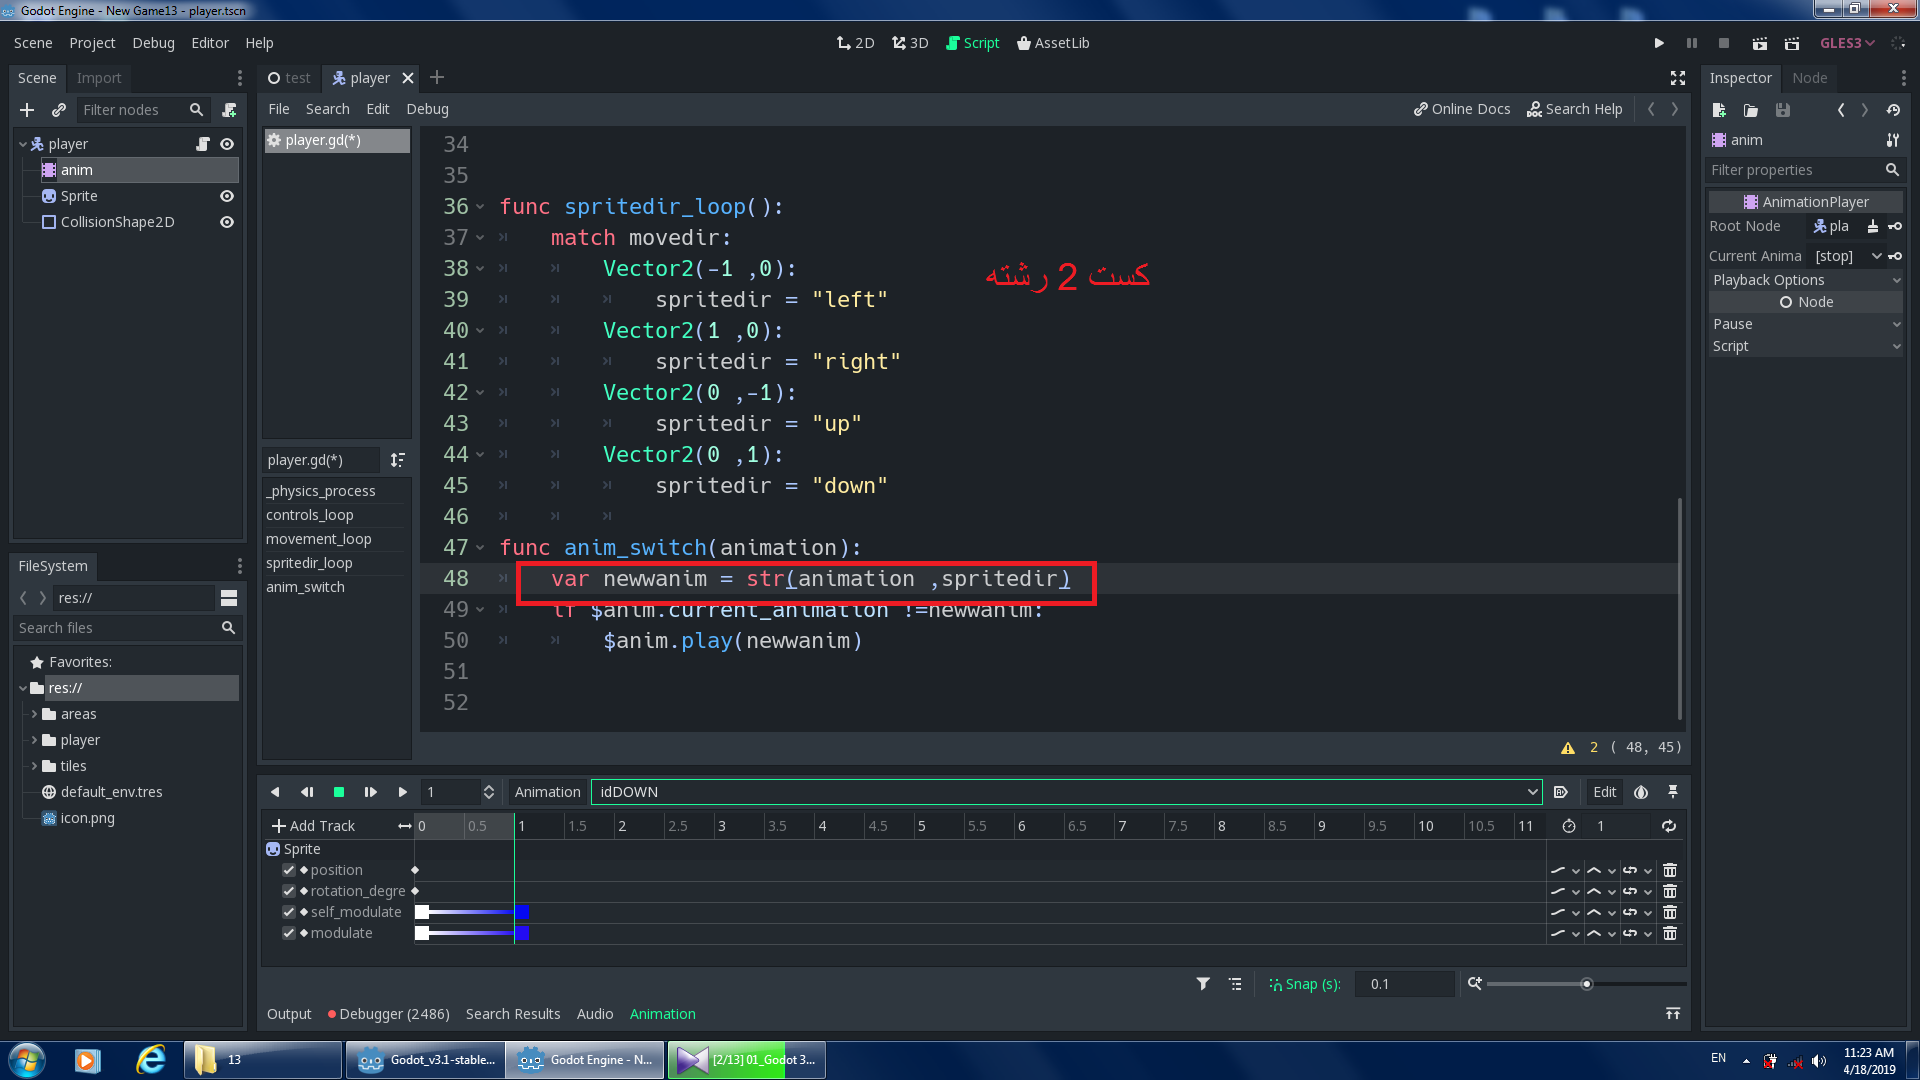 Godot Engine - New Game13 - player.tscn
Scene Project Debug Editor Help
2D 3D Script AssetLib
GLES3
Scene Import
Filter nodes
player
anim
Sprite
CollisionShape2D
FileSystem
res://
Search files
Favorites:
res://
areas
player
tiles
default_env.tres
icon.png
test player
File Search Edit Debug
Online Docs Search Help
player.gd(*)
player.gd(*)
_physics_process
controls_loop
movement_loop
spritedir_loop
anim_switch
34
35
36 func spritedir_loop():
37 match movedir:
38 Vector2(-1 ,0):
کست 2 رشته
39 spritedir = "left"
40 Vector2(1 ,0):
41 spritedir = "right"
42 Vector2(0 ,-1):
43 spritedir = "up"
44 Vector2(0 ,1):
45 spritedir = "down"
46
47 func anim_switch(animation):
48 var newwanim = str(animation ,spritedir)
49 if $anim.current_animation !=newwanim:
50 $anim.play(newwanim)
51
52
2 ( 48, 45)
Inspector Node
anim
Filter properties
AnimationPlayer
Root Node pla
Current Anima [stop]
Playback Options
Node
Pause
Script
1 Animation idDOWN Edit
Add Track 0 0.5 1 1.5 2 2.5 3 3.5 4 4.5 5 5.5 6 6.5 7 7.5 8 8.5 9 9.5 10 10.5 11 1
Sprite
position
rotation_degre
self_modulate
modulate
Snap (s): 0.1
Output Debugger (2486) Search Results Audio Animation
13 Godot_v3.1-stable... Godot Engine - N... [2/13] 01_Godot 3...
EN
11:23 AM
4/18/2019